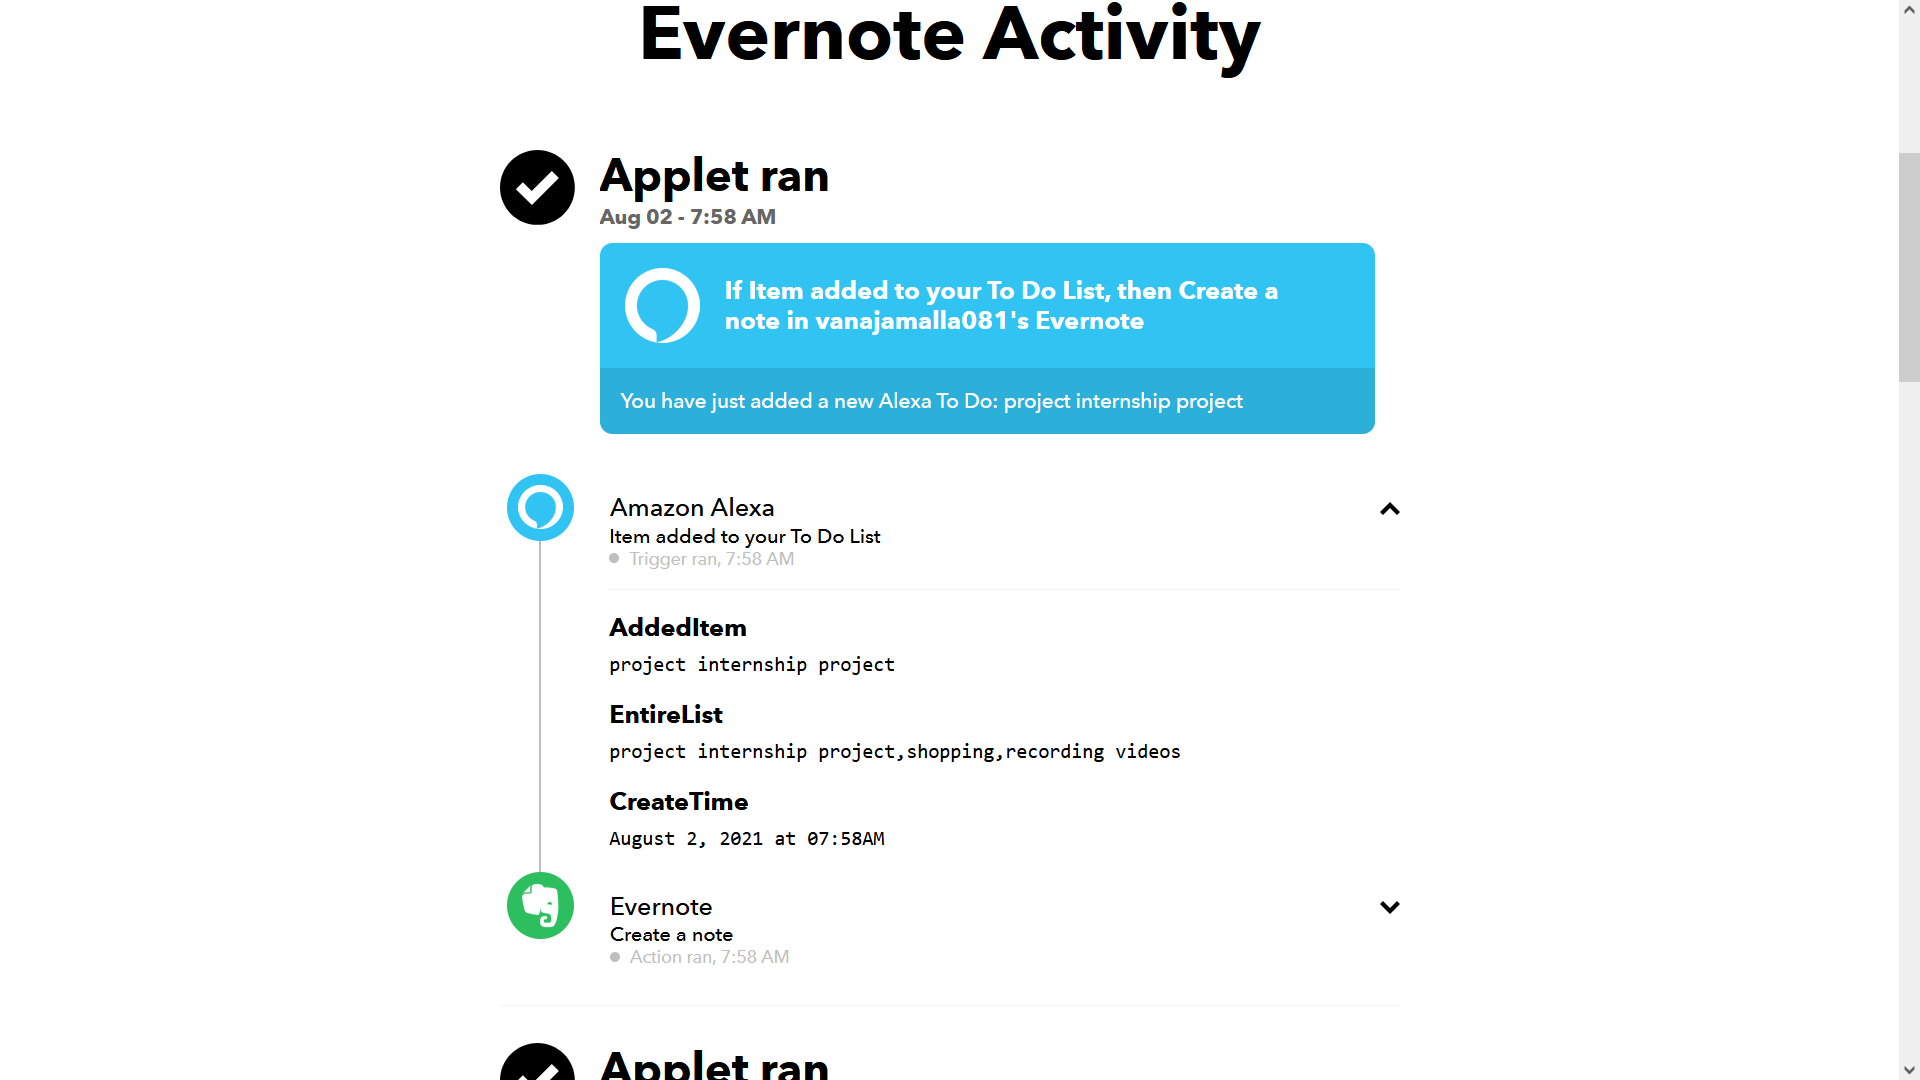 Evernote Activity
Applet ran
Aug 02 - 7:58 AM
If Item added to your To Do List, then Create a
note in vanajamalla081's Evernote
You have just added a new Alexa To Do: project internship project
Amazon Alexa
Item added to your To Do List
Trigger ran, 7:58 AM
AddedItem
project internship project
EntireList
project internship project,shopping,recording videos
CreateTime
August 2, 2021 at 07:58AM
Evernote
Create a note
Action ran, 7:58 AM
Applet ran